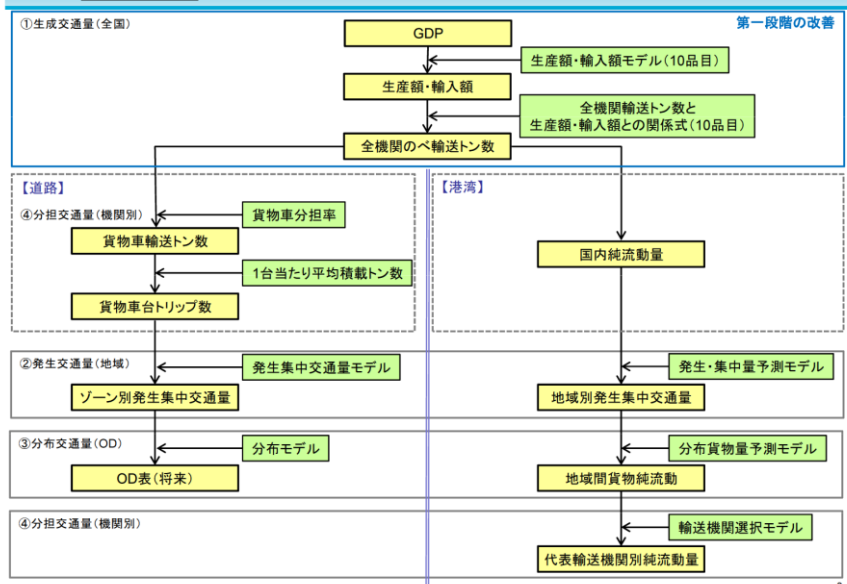 ①生成交通量(全国)
第一段階の改善
GDP
生産額・輸入額モデル(10品目)
生産額・輸入額
全機関輸送トン数と
生産額・輸入額との関係式(10品目)
全機関のべ輸送トン数
【道路】
【港湾】
④分担交通量(機関別)
貨物車分担率
貨物車輸送トン数
国内純流動量
1台当たり平均積載トン数
貨物車台トリップ数
②発生交通量(地域)
発生集中交通量モデル
発生・集中量予測モデル
ゾーン別発生集中交通量
地域別発生集中交通量
③分布交通量(OD)
分布モデル
分布貨物量予測モデル
OD表(将来)
地域間貨物純流動
④分担交通量(機関別)
輸送機関選択モデル
代表輸送機関別純流動量